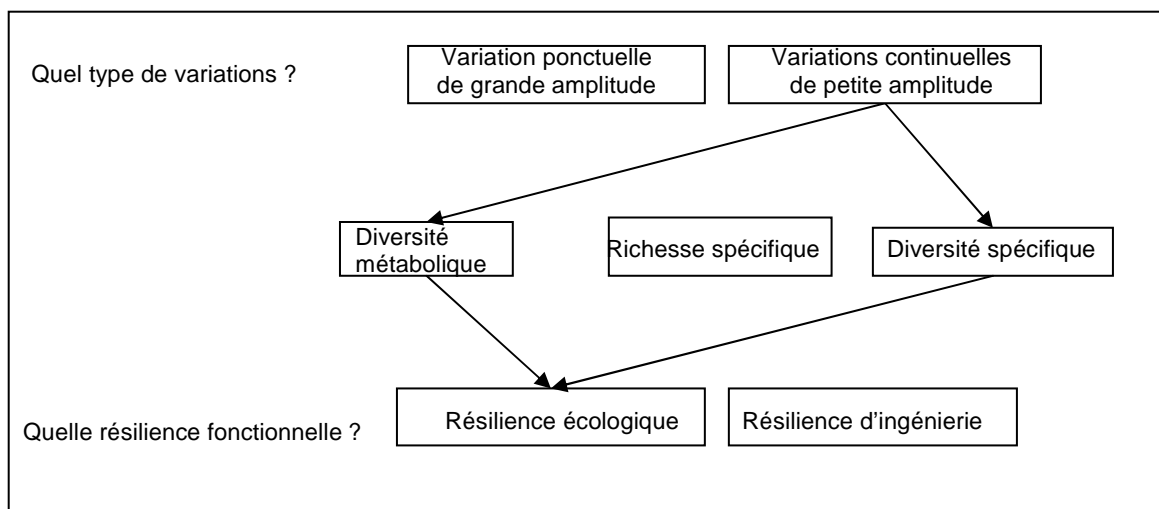 Quel type de variations ?
Variation ponctuelle
de grande amplitude
Variations continuelles
de petite amplitude
Diversité
métabolique
Richesse spécifique
Diversité spécifique
Quelle résilience fonctionnelle ?
Résilience écologique
Résilience d'ingénierie